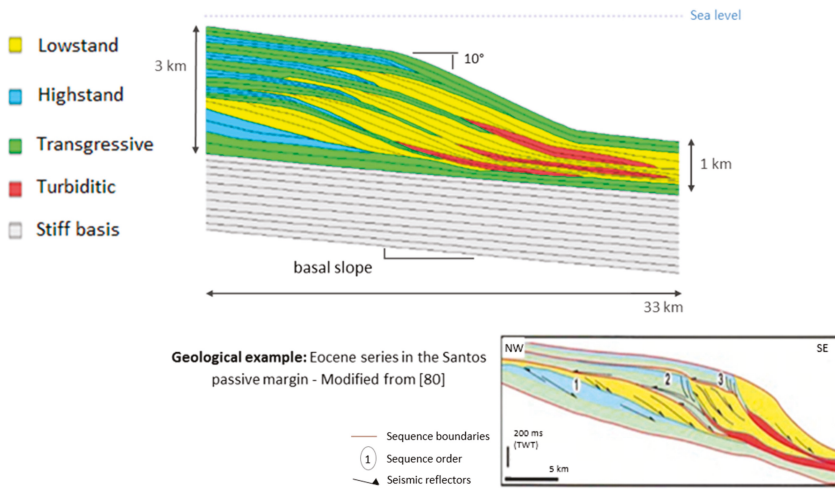 Sea level
Lowstand
Highstand
Transgressive
Turbiditic
Stiff basis
3 km
10°
1 km
basal slope
33 km
Geological example: Eocene series in the Santos
passive margin - Modified from [80]
Sequence boundaries
1 Sequence order
Seismic reflectors
NW
SE
1
2
3
200 ms
(TWT)
5 km